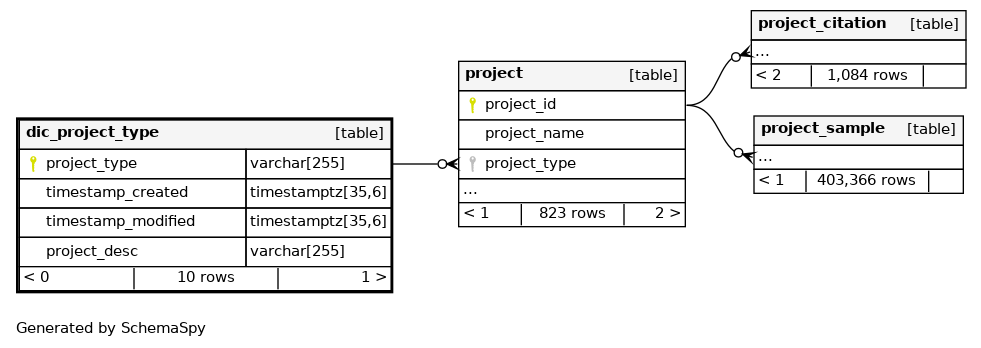 dic_project_type [table]
project_type varchar[255]
timestamp_created timestamptz[35,6]
timestamp_modified timestamptz[35,6]
project_desc varchar[255]
< 0 10 rows 1 >
project [table]
project_id
project_name
project_type
...
< 1 823 rows 2 >
project_citation [table]
...
< 2 1,084 rows
project_sample [table]
...
< 1 403,366 rows
Generated by SchemaSpy